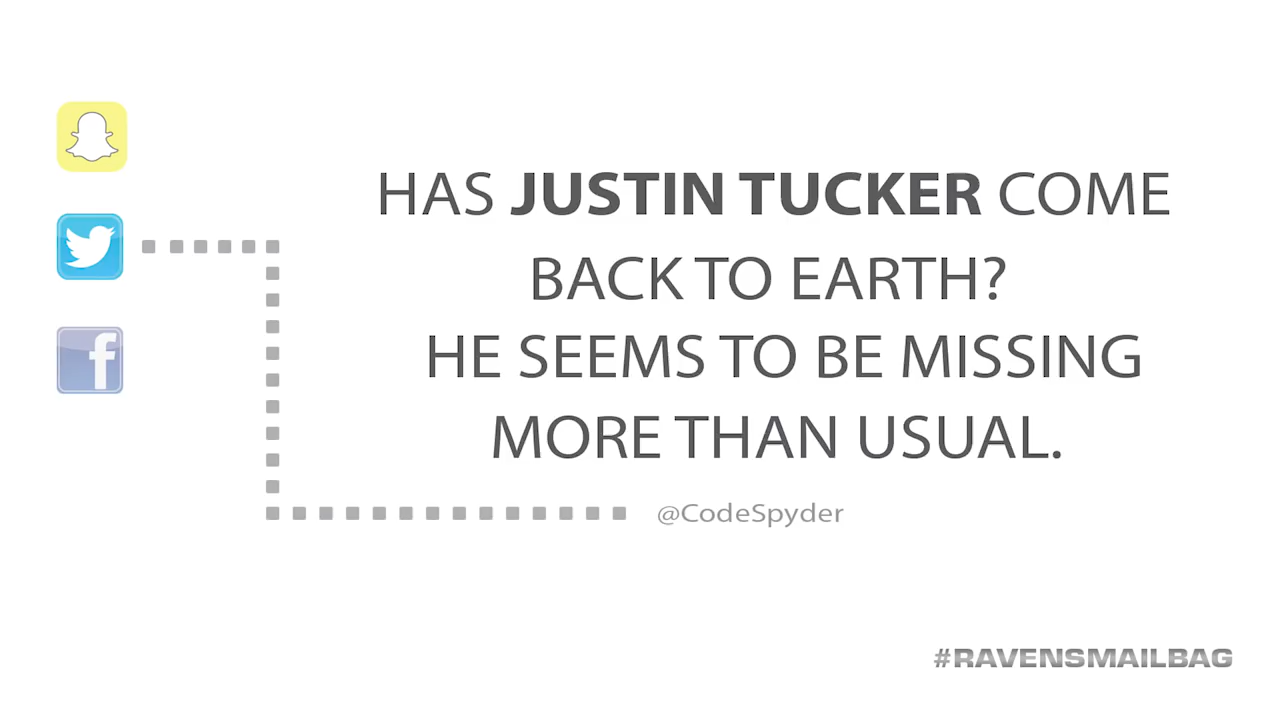 HAS JUSTIN TUCKER COME
BACK TO EARTH?
HE SEEMS TO BE MISSING
MORE THAN USUAL.
@CodeSpyder
#RAVENSMAILBAG